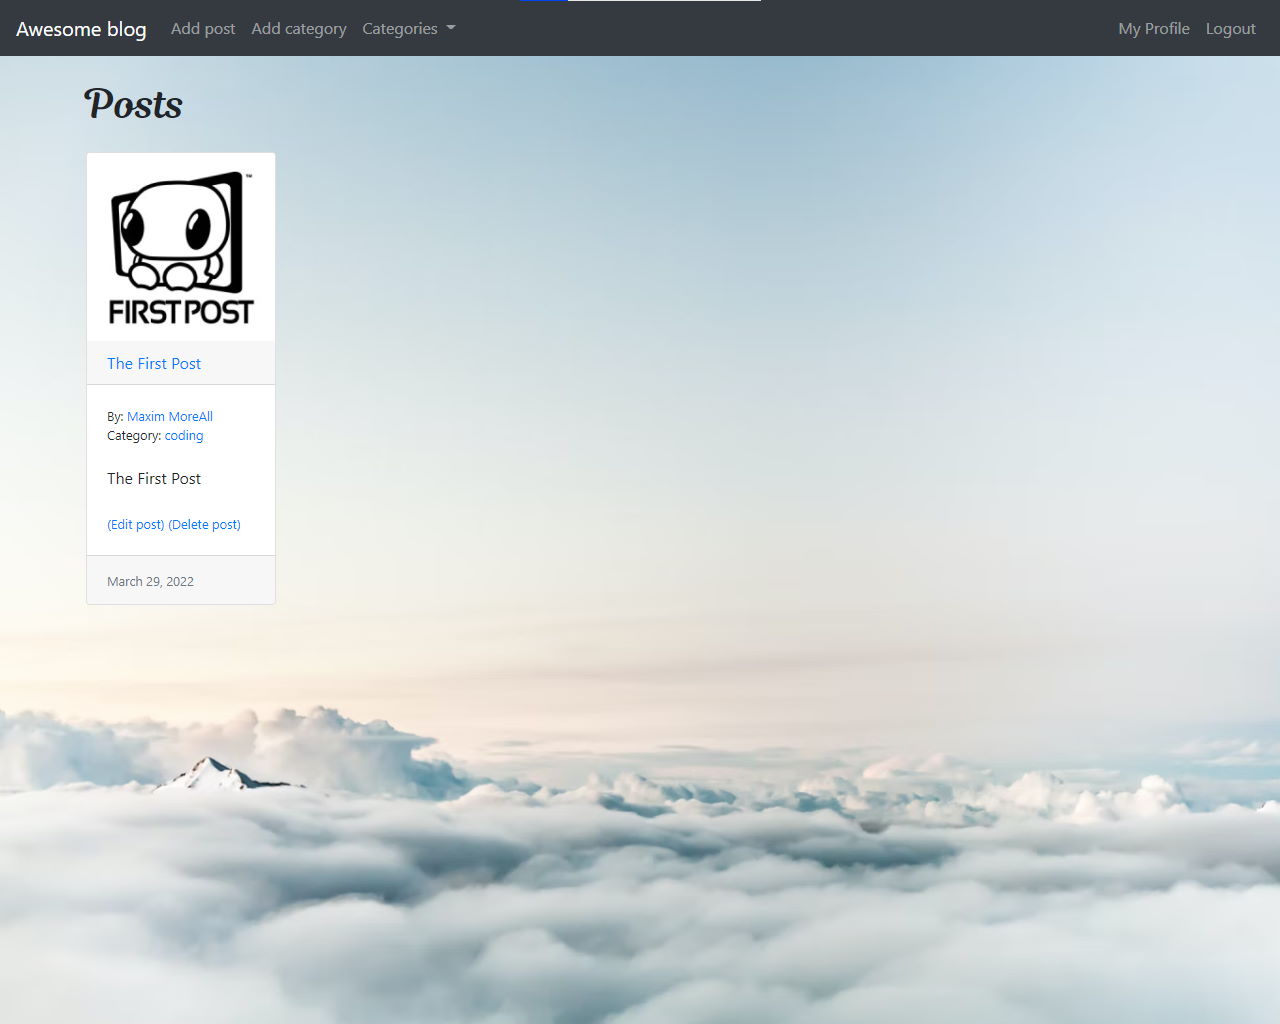 Awesome blog Add post Add category Categories My Profile Logout
Posts
TM
FIRST POST
The First Post
By: Maxim MoreAll
Category: coding
The First Post
(Edit post) (Delete post)
March 29, 2022